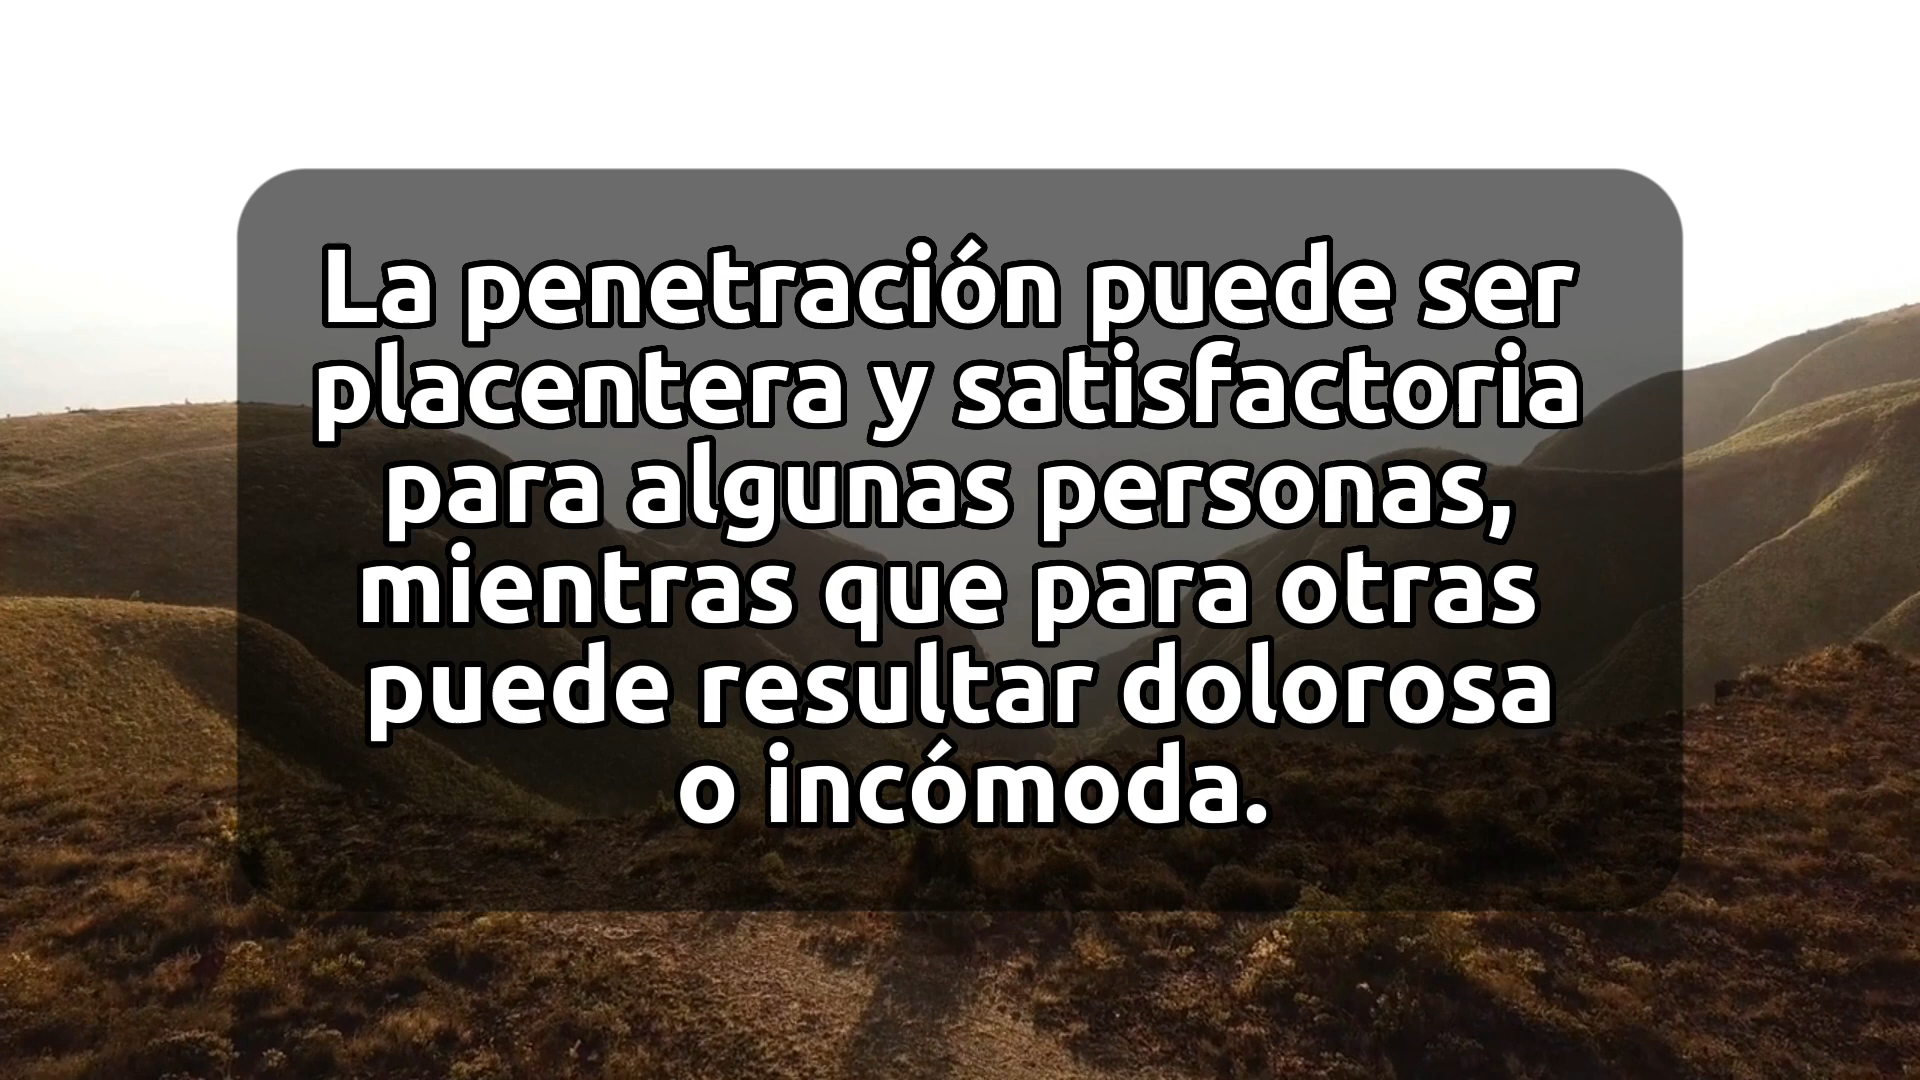 La penetración puede ser
placentera y satisfactoria
para algunas personas,
mientras que para otras
puede resultar dolorosa
o incómoda.